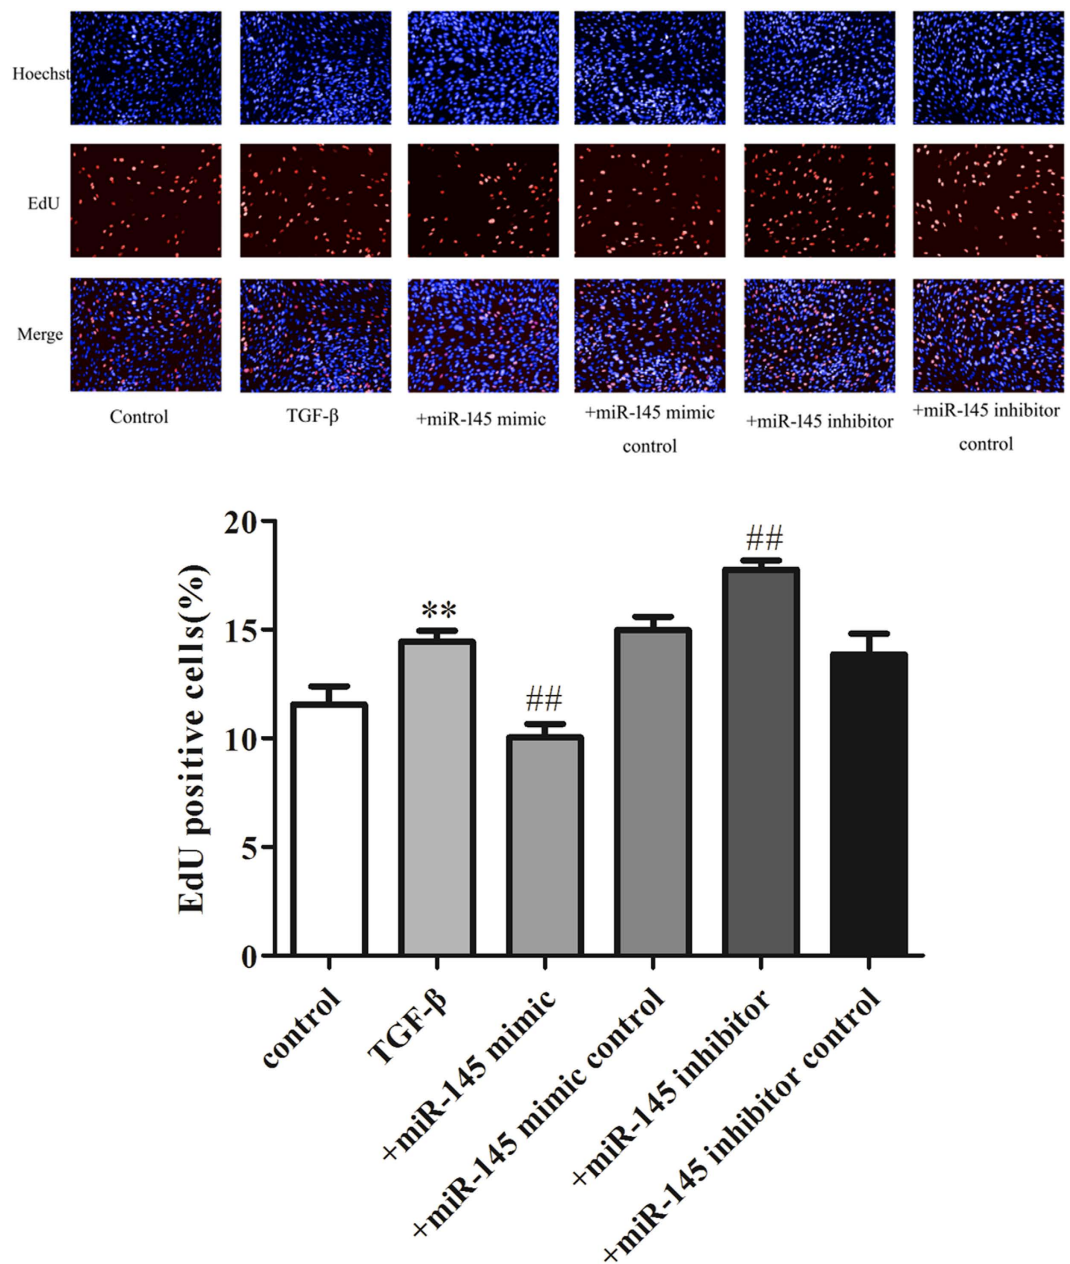 Hoechst
EdU
Merge
Control
TGF-β
+miR-145 mimic
+miR-145 mimic
control
+miR-145 inhibitor
+miR-145 inhibitor
control
EdU positive cells(%)
20
15
10
5
0
**
##
##
control
TGF-β
+miR-145 mimic
+miR-145 mimic control
+miR-145 inhibitor
+miR-145 inhibitor control